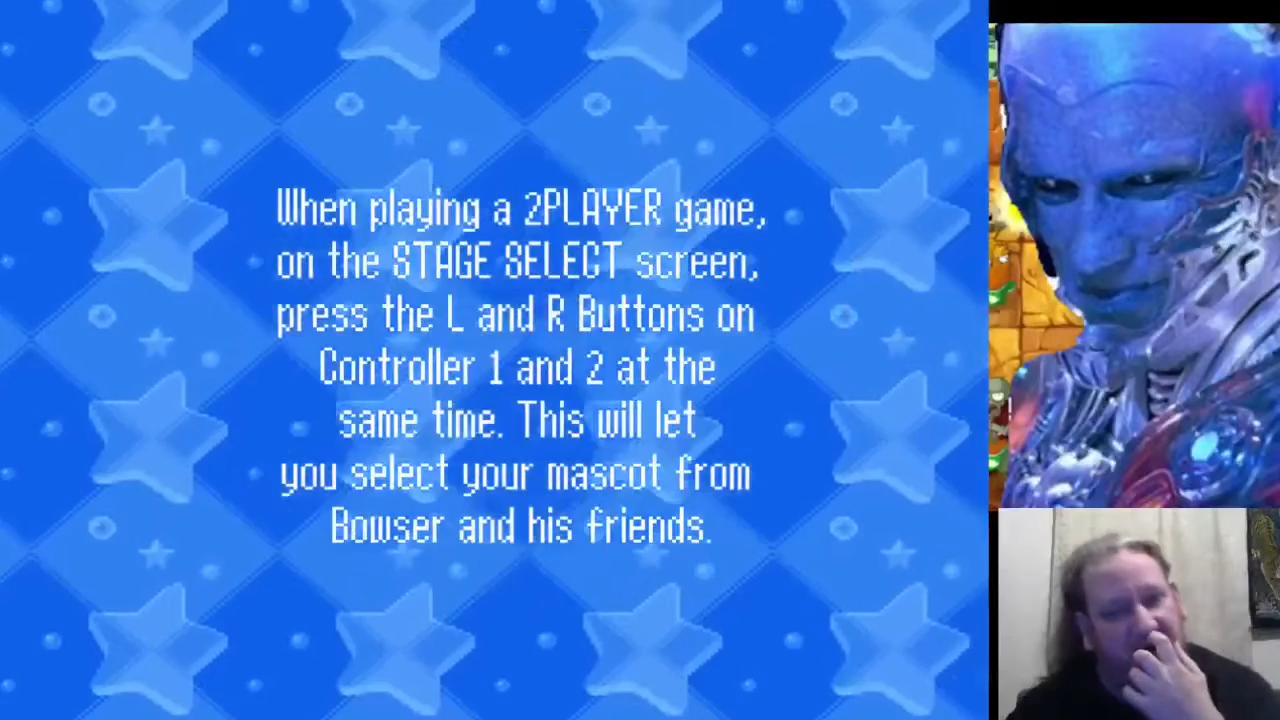 When playing a 2PLAYER game,
on the STAGE SELECT screen,
press the L and R Buttons on
Controller 1 and 2 at the
same time. This will let
you select your mascot from
Bowser and his friends.